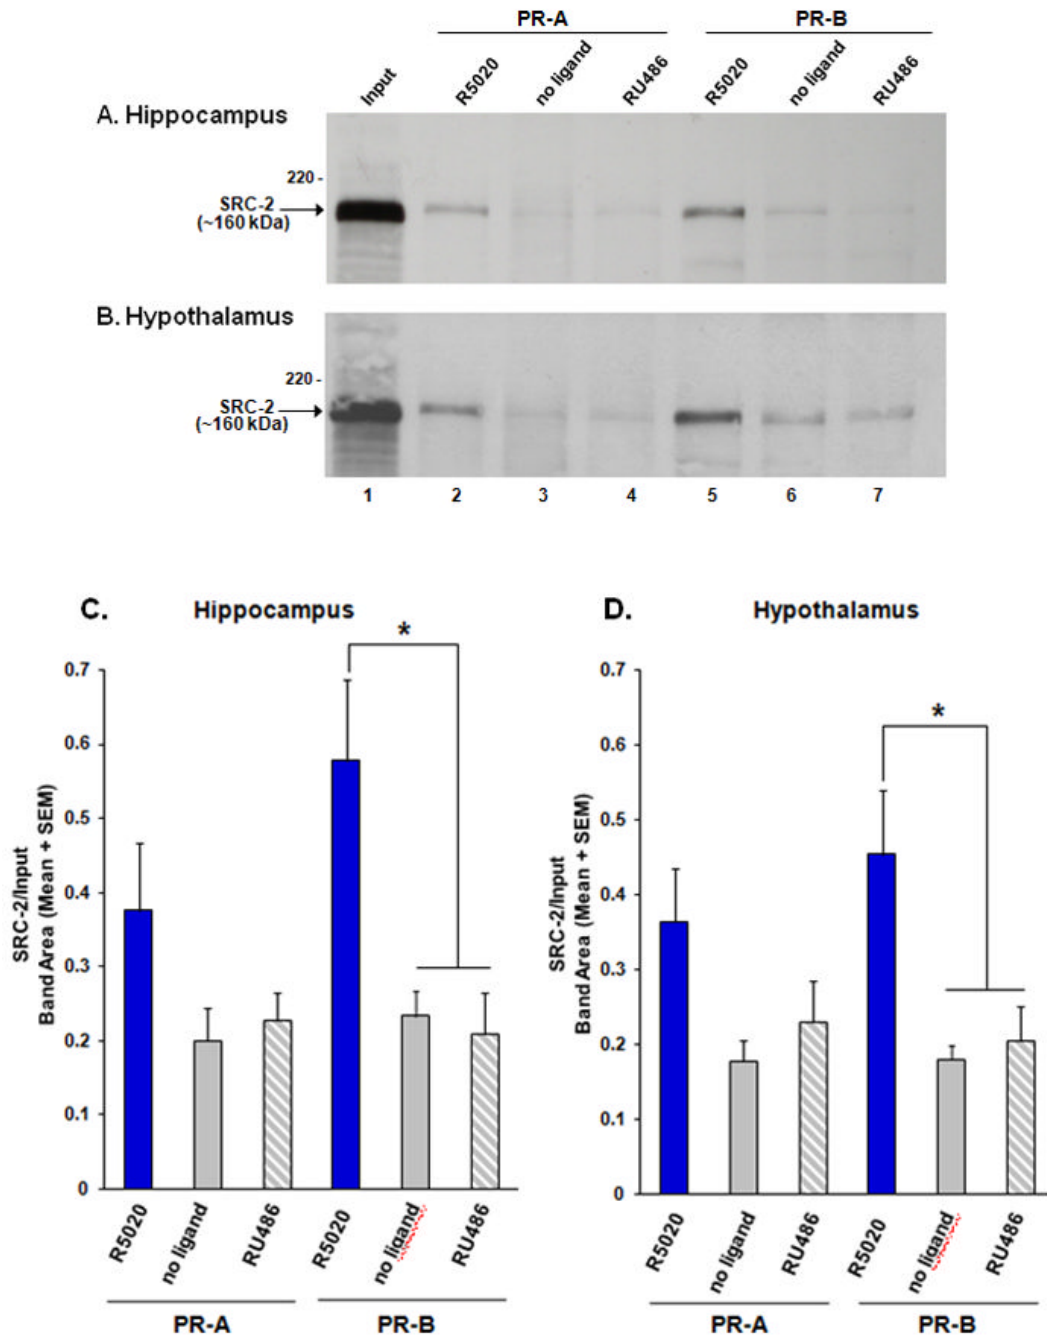 PR-A PR-B
Input R5020 no ligand RU486 R5020 no ligand RU486
A. Hippocampus
220 -
SRC-2
(~160 kDa)
B. Hypothalamus
220 -
SRC-2
(~160 kDa)
1 2 3 4 5 6 7
C. Hippocampus
*
0.7
0.6
0.5
0.4
0.3
0.2
0.1
0
SRC-2/Input
Band Area (Mean + SEM)
R5020 no ligand RU486 R5020 no ligand RU486
PR-A PR-B
D. Hypothalamus
*
0.7
0.6
0.5
0.4
0.3
0.2
0.1
0
SRC-2/Input
Band Area (Mean + SEM)
R5020 no ligand RU486 R5020 no ligand RU486
PR-A PR-B